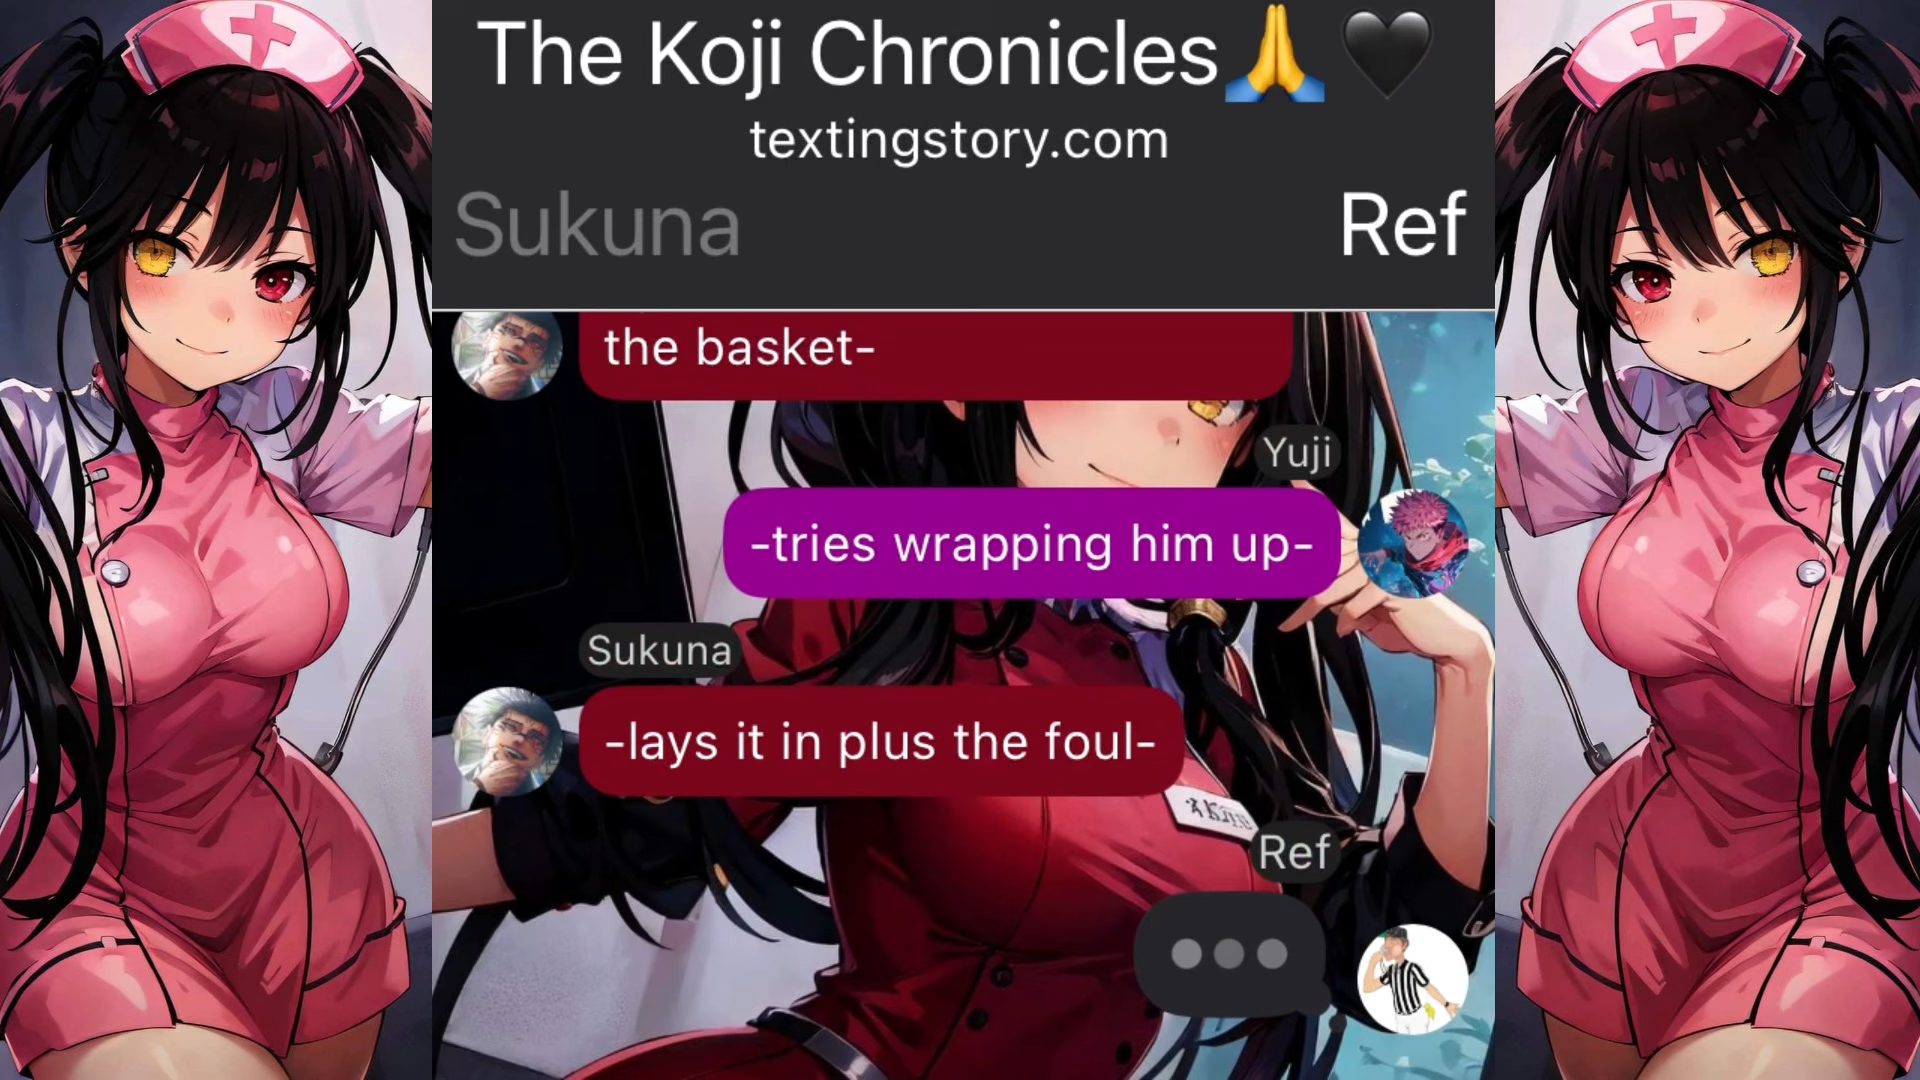 The Koji Chronicles🙏🖤
textingstory.com
Sukuna
Ref
the basket-
Yuji
-tries wrapping him up-
Sukuna
-lays it in plus the foul-
Ref